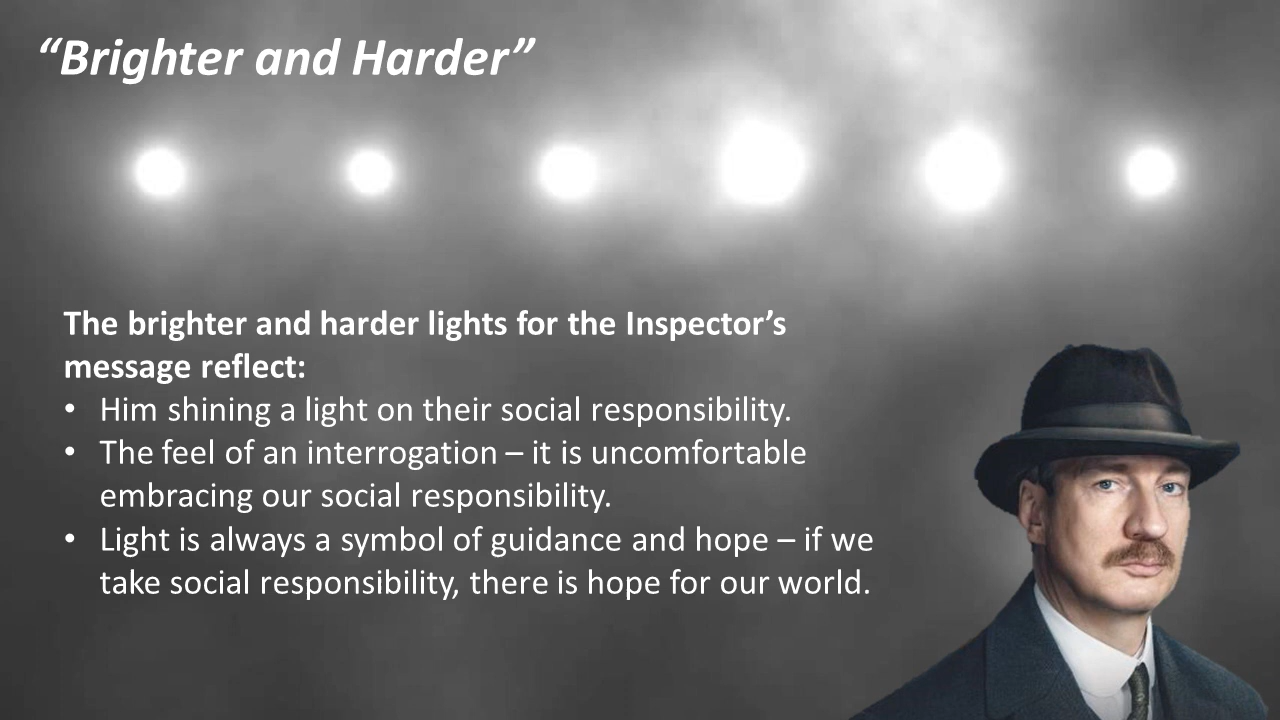 “Brighter and Harder”
The brighter and harder lights for the Inspector’s
message reflect:
• Him shining a light on their social responsibility.
• The feel of an interrogation – it is uncomfortable
embracing our social responsibility.
• Light is always a symbol of guidance and hope – if we
take social responsibility, there is hope for our world.